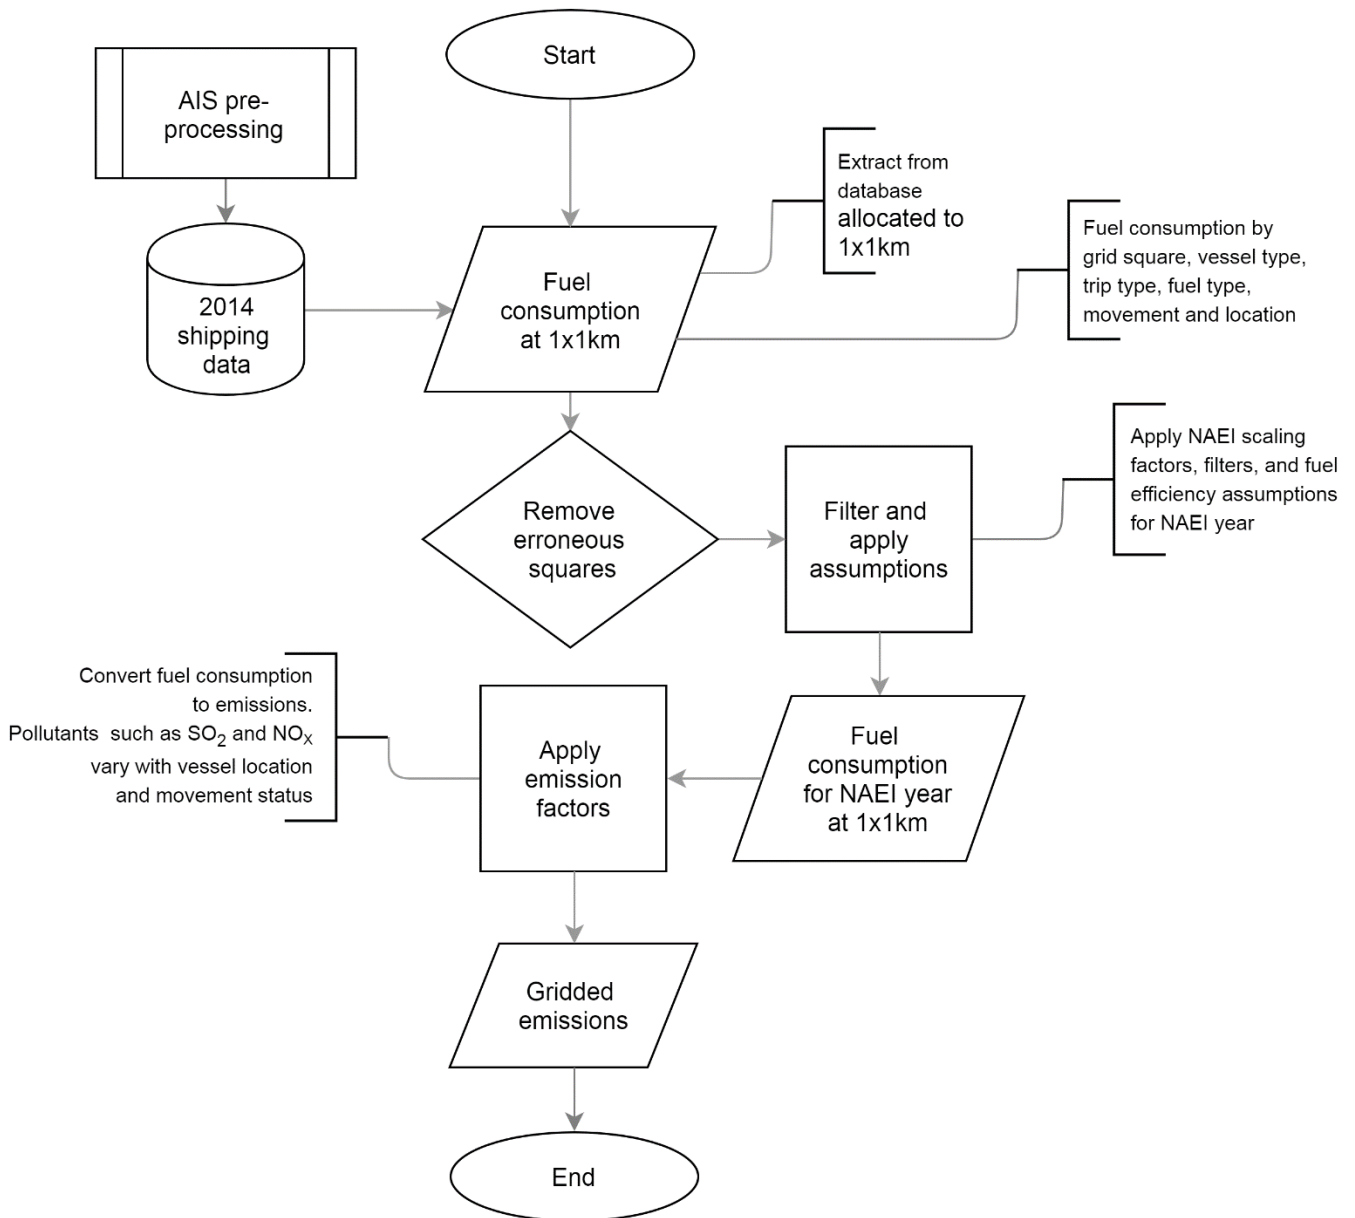 Start
AIS pre-
processing
Extract from
database
allocated to
1x1km
Fuel consumption by
grid square, vessel type,
trip type, fuel type,
movement and location
2014
shipping
data
Fuel
consumption
at 1x1km
Remove
erroneous
squares
Filter and
apply
assumptions
Apply NAEI scaling
factors, filters, and fuel
efficiency assumptions
for NAEI year
Convert fuel consumption
to emissions.
Pollutants such as SO2 and NOX
vary with vessel location
and movement status
Apply
emission
factors
Fuel
consumption
for NAEI year
at 1x1km
Gridded
emissions
End